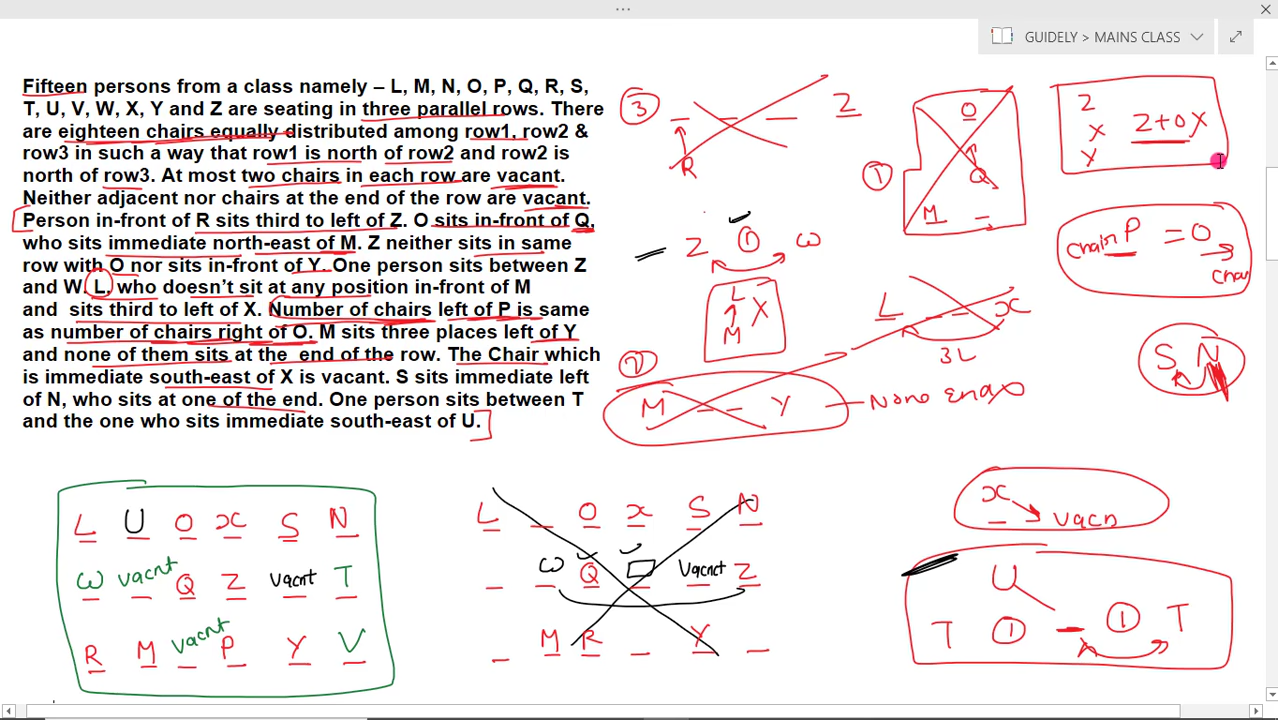 GUIDELY > MAINS CLASS
Fifteen persons from a class namely – L, M, N, O, P, Q, R, S,
T, U, V, W, X, Y and Z are seating in three parallel rows. There
are eighteen chairs equally distributed among row1, row2 &
row3 in such a way that row1 is north of row2 and row2 is
north of row3. At most two chairs in each row are vacant.
Neither adjacent nor chairs at the end of the row are vacant.
Person in-front of R sits third to left of Z. O sits in-front of Q,
who sits immediate north-east of M. Z neither sits in same
row with O nor sits in-front of Y. One person sits between Z
and W. L, who doesn't sit at any position in-front of M
and sits third to left of X. Number of chairs left of P is same
as number of chairs right of O. M sits three places left of Y
and none of them sits at the end of the row. The Chair which
is immediate south-east of X is vacant. S sits immediate left
of N, who sits at one of the end. One person sits between T
and the one who sits immediate south-east of U.
3 Z
R
O
1 Q
M
Z
X Z+O X
Y
Z 1 W
Chair P = O
Chair
L
M X
L x
3L
2
M Y None End
S N
L U O x S N
W vacnt Q Z vacnt T
R M vacnt P Y V
L O x S N
W Q Vacnct Z
M R Y
x
vacn
U
T 1 1 T